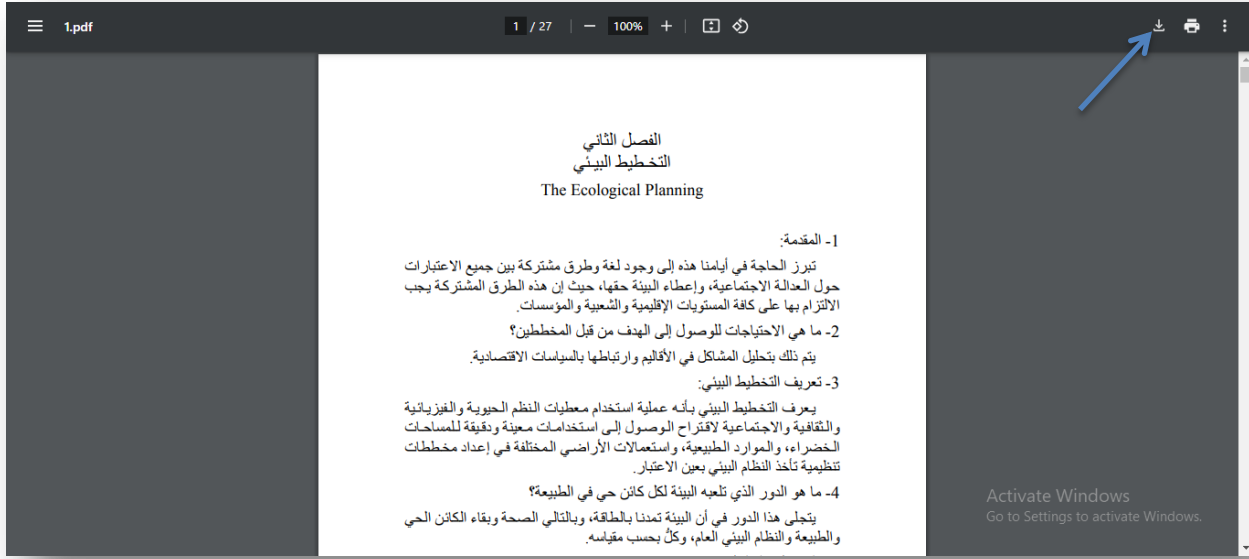 1.pdf
1 / 27
100%
الفصل الثاني
التخطيط البيئي
The Ecological Planning
1- المقدمة:
تبرز الحاجة في أيامنا هذه إلى وجود لغة وطرق مشتركة بين جميع الاعتبارات
حول العدالة الاجتماعية، وإعطاء البيئة حقها، حيث إن هذه الطرق المشتركة يجب
الالتزام بها على كافة المستويات الإقليمية والشعبية والمؤسسات.
2- ما هي الاحتياجات للوصول إلى الهدف من قبل المخططين؟
يتم ذلك بتحليل المشاكل في الأقاليم وارتباطها بالسياسات الاقتصادية.
3- تعريف التخطيط البيئي:
يعرف التخطيط البيئي بأنه عملية استخدام معطيات النظم الحيوية والفيزيائية
والثقافية والاجتماعية لاقتراح الوصول إلى استخدامات معينة ودقيقة للمساحات
الخضراء، والموارد الطبيعية، واستعمالات الأراضي المختلفة في إعداد مخططات
تنظيمية تأخذ النظام البيئي بعين الاعتبار.
4- ما هو الدور الذي تلعبه البيئة لكل كائن حي في الطبيعة؟
يتجلى هذا الدور في أن البيئة تمدنا بالطاقة، وبالتالي الصحة وبقاء الكائن الحي
والطبيعة والنظام البيئي العام، وكلٌ بحسب مقياسه.
Activate Windows
Go to Settings to activate Windows.